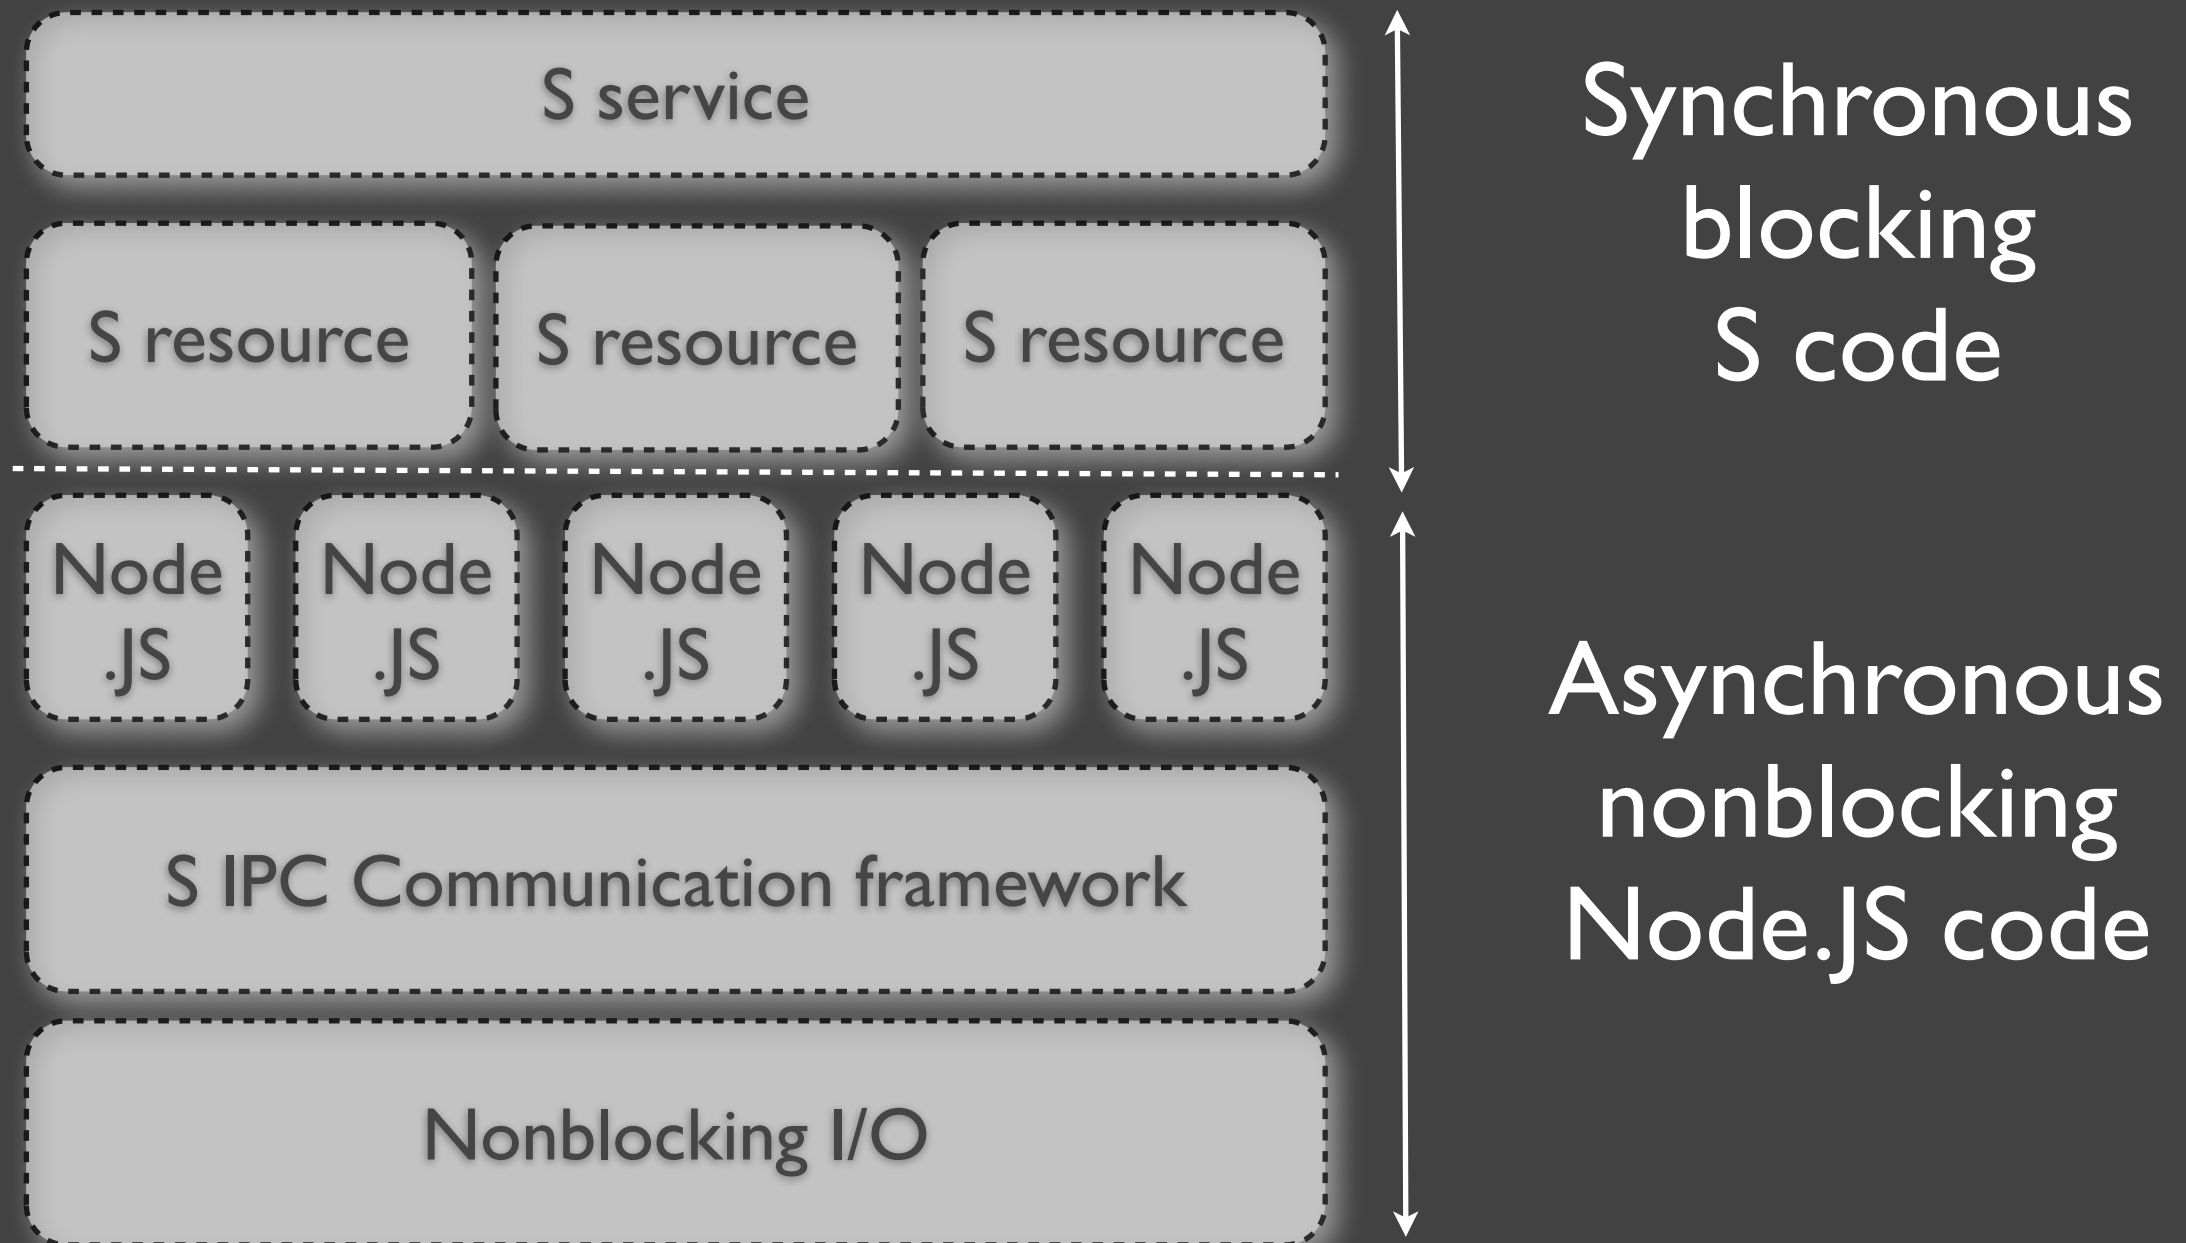 S service
S resource
S resource
S resource
Node
.JS
Node
.JS
Node
.JS
Node
.JS
Node
.JS
S IPC Communication framework
Nonblocking I/O
Synchronous
blocking
S code
Asynchronous
nonblocking
Node.JS code